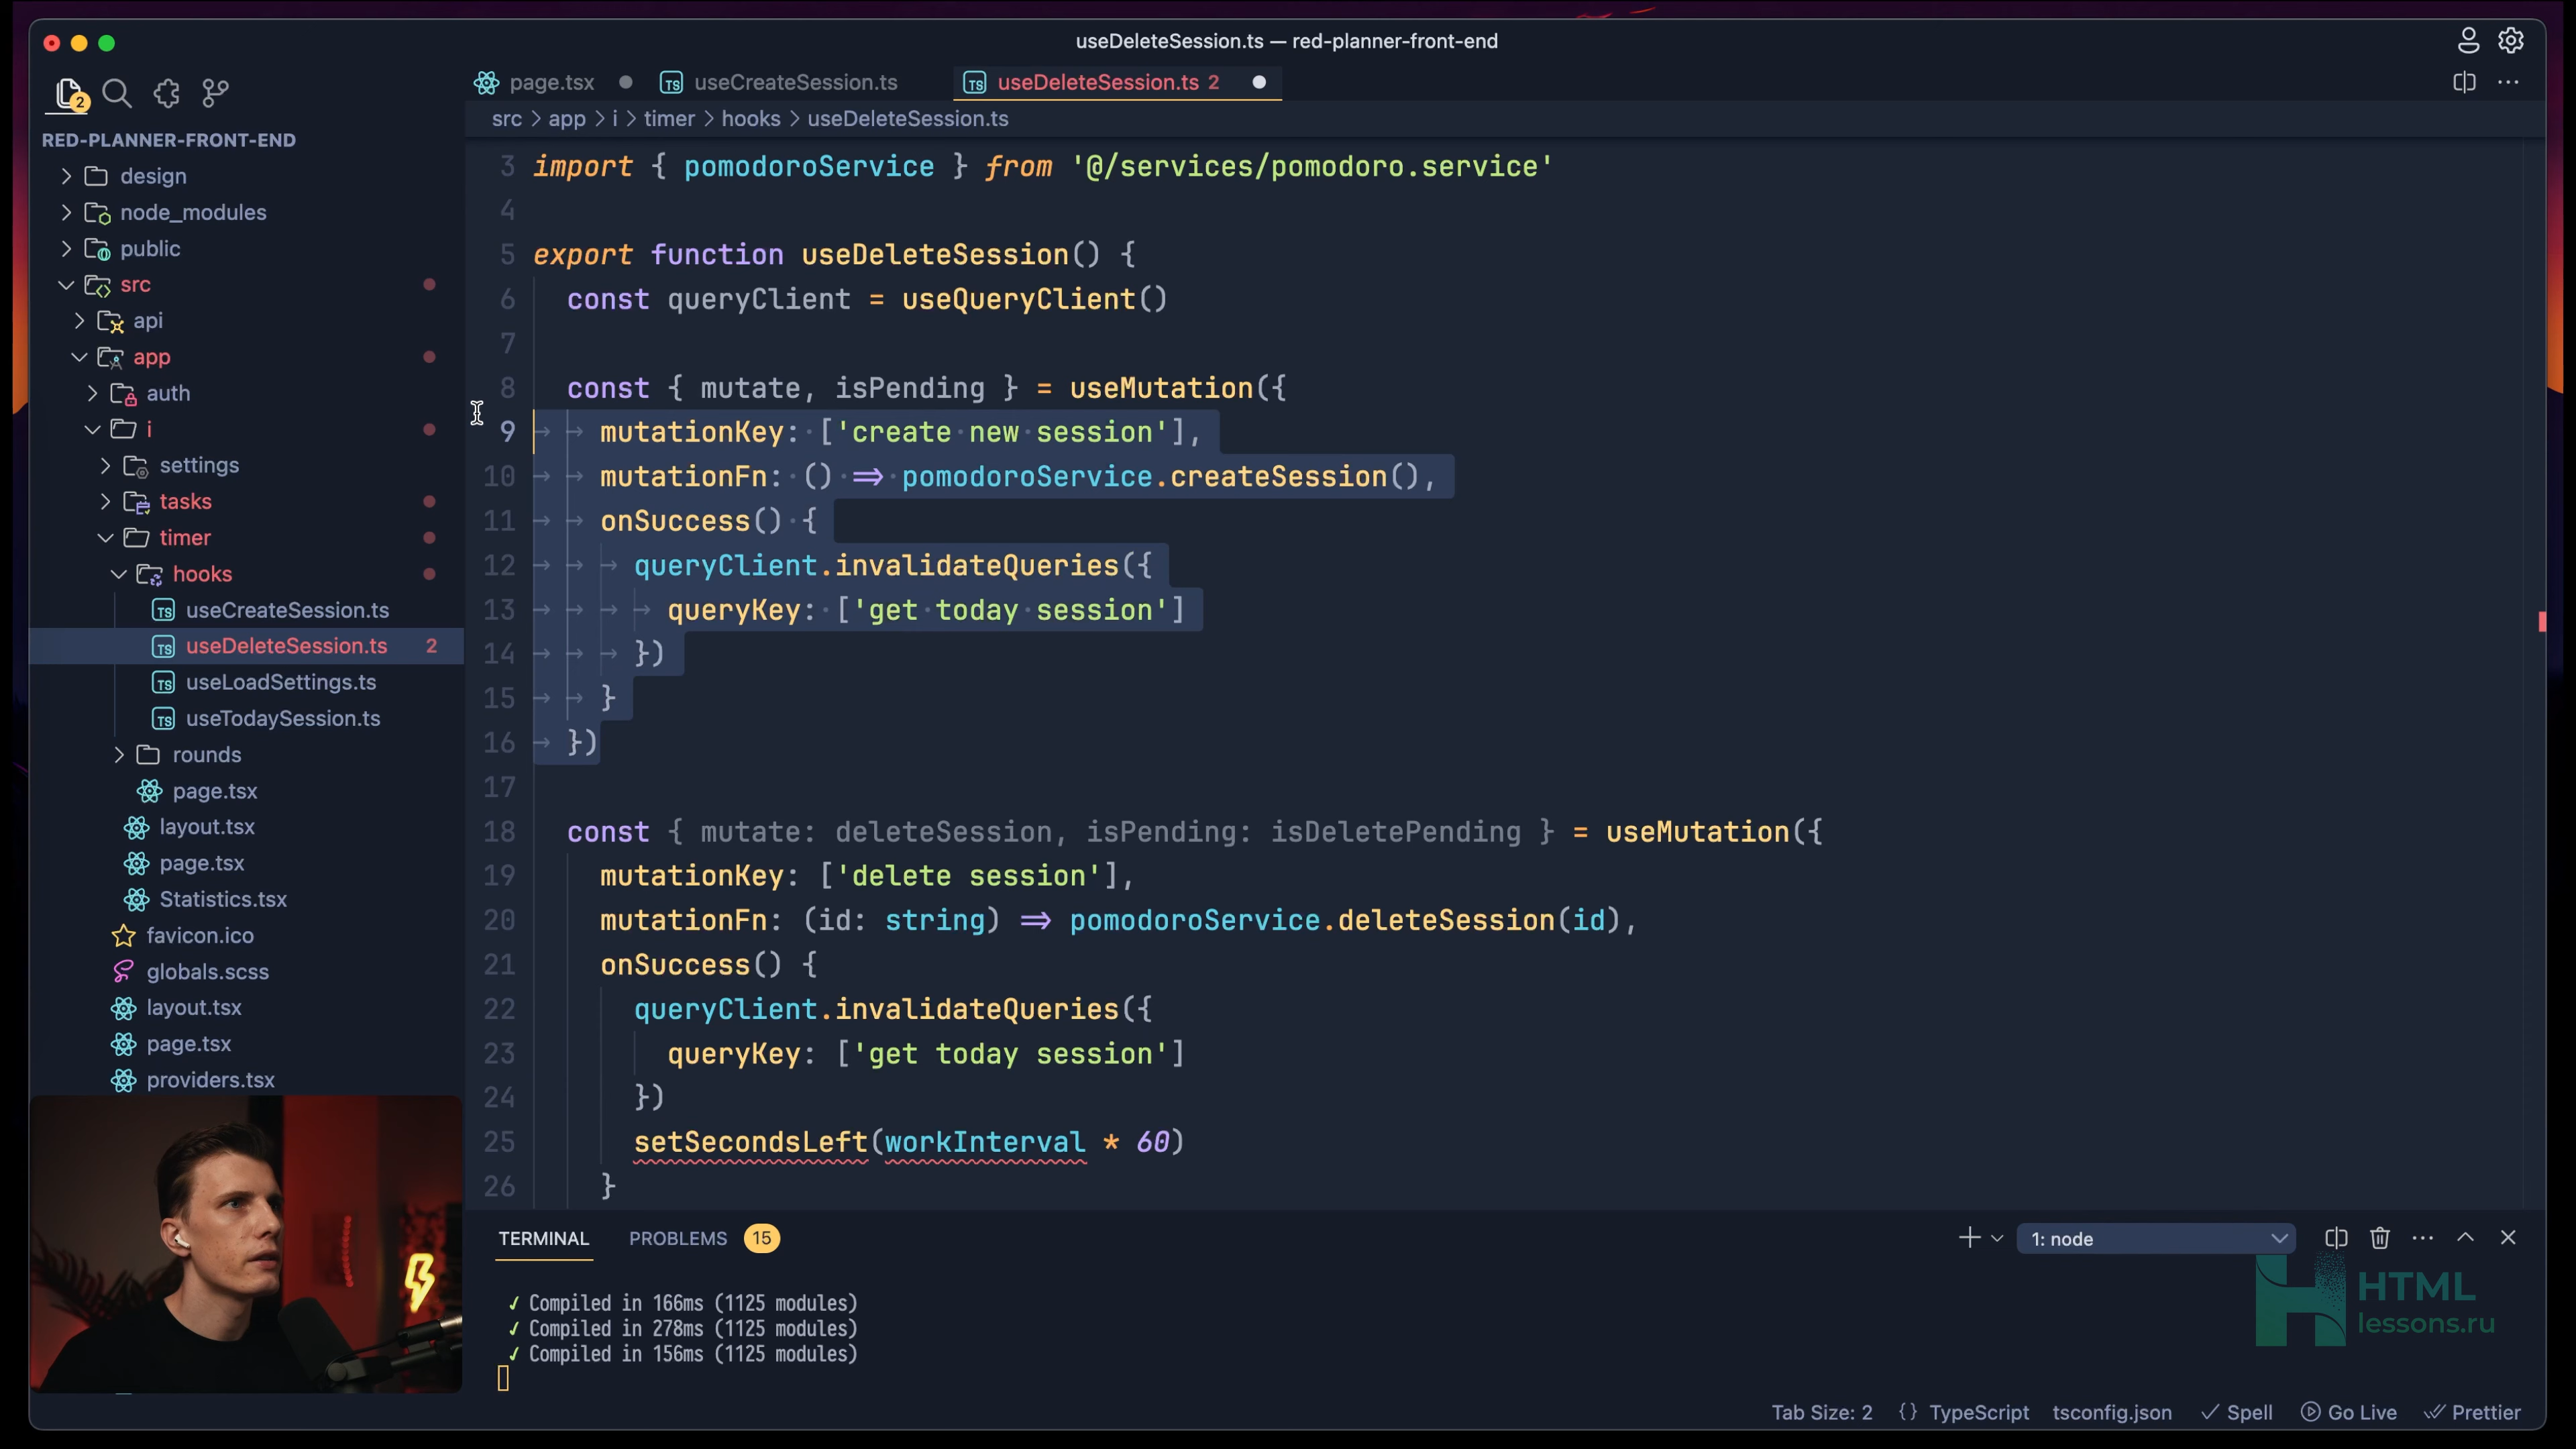 useDeleteSession.ts — red-planner-front-end
2
page.tsx
TS useCreateSession.ts
TS useDeleteSession.ts 2
RED-PLANNER-FRONT-END
src > app > i > timer > hooks > useDeleteSession.ts
design
node_modules
public
src
api
app
auth
i
settings
tasks
timer
hooks
TS useCreateSession.ts
TS useDeleteSession.ts 2
TS useLoadSettings.ts
TS useTodaySession.ts
rounds
page.tsx
layout.tsx
page.tsx
Statistics.tsx
favicon.ico
globals.scss
layout.tsx
page.tsx
providers.tsx
3 import { pomodoroService } from '@/services/pomodoro.service'
4
5 export function useDeleteSession() {
6 const queryClient = useQueryClient()
7
8 const { mutate, isPending } = useMutation({
9 mutationKey: ['create new session'],
10 mutationFn: () => pomodoroService.createSession(),
11 onSuccess() {
12 queryClient.invalidateQueries({
13 queryKey: ['get today session']
14 })
15 }
16 })
17
18 const { mutate: deleteSession, isPending: isDeletePending } = useMutation({
19 mutationKey: ['delete session'],
20 mutationFn: (id: string) => pomodoroService.deleteSession(id),
21 onSuccess() {
22 queryClient.invalidateQueries({
23 queryKey: ['get today session']
24 })
25 setSecondsLeft(workInterval * 60)
26 }
TERMINAL PROBLEMS 15
1: node
✓ Compiled in 166ms (1125 modules)
✓ Compiled in 278ms (1125 modules)
✓ Compiled in 156ms (1125 modules)
HTML
lessons.ru
Tab Size: 2 {} TypeScript tsconfig.json ✓ Spell Go Live Prettier